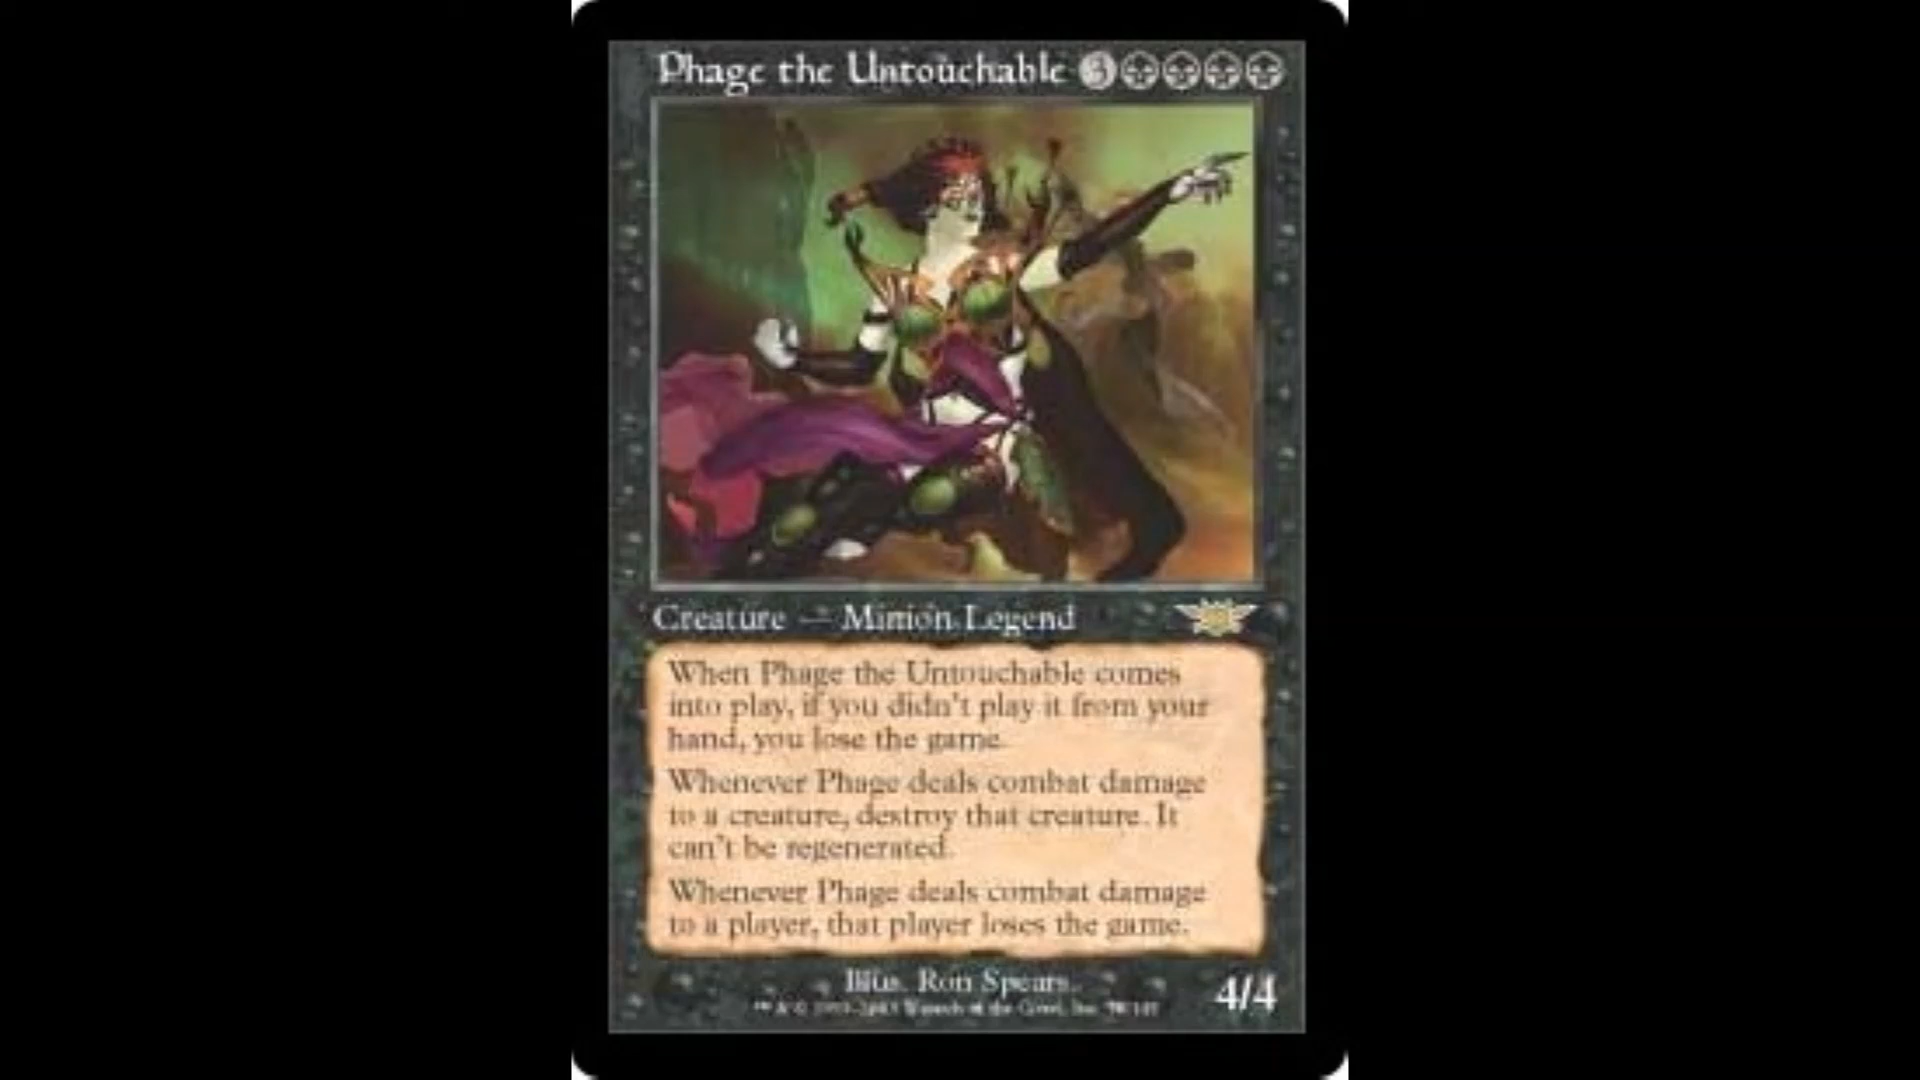 Phage the Untouchable 3
Creature — Minion Legend
When Phage the Untouchable comes
into play, if you didn't play it from your
hand, you lose the game.
Whenever Phage deals combat damage
to a creature, destroy that creature. It
can't be regenerated.
Whenever Phage deals combat damage
to a player, that player loses the game.
Illus. Ron Spears
4/4